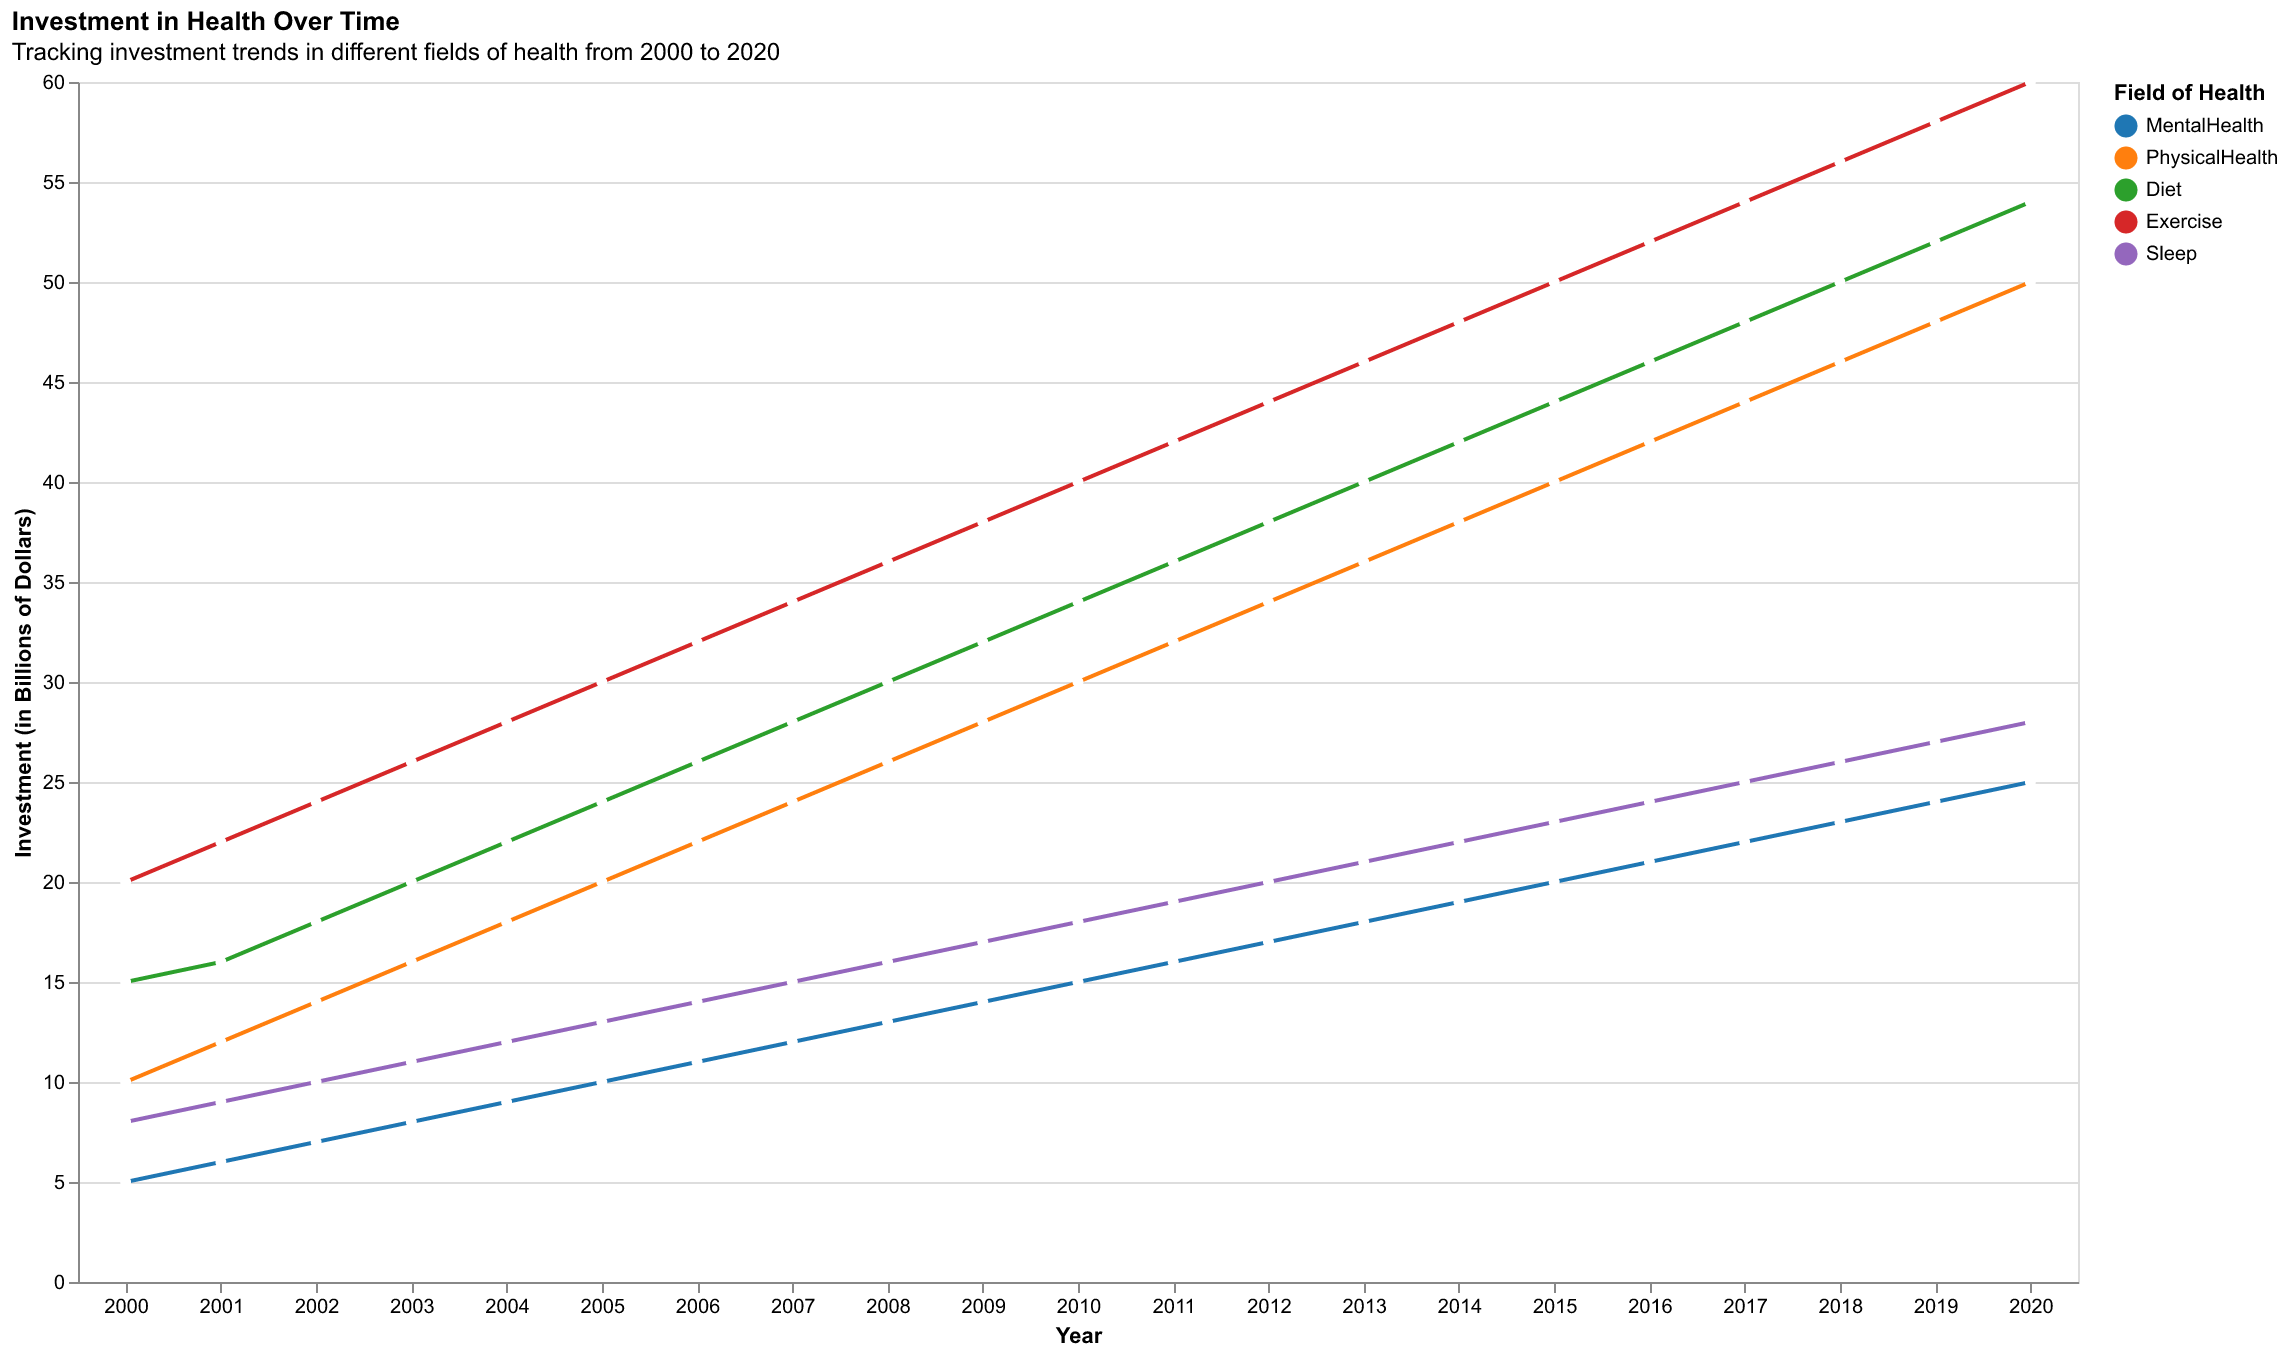 Investment in Health Over Time
Tracking investment trends in different fields of health from 2000 to 2020
60
55
50
45
40
35
30
25
20
15
10
5
0
Investment (in Billions of Dollars)
2000 2001 2002 2003 2004 2005 2006 2007 2008 2009 2010 2011 2012 2013 2014 2015 2016 2017 2018 2019 2020
Year
Field of Health
MentalHealth
PhysicalHealth
Diet
Exercise
Sleep